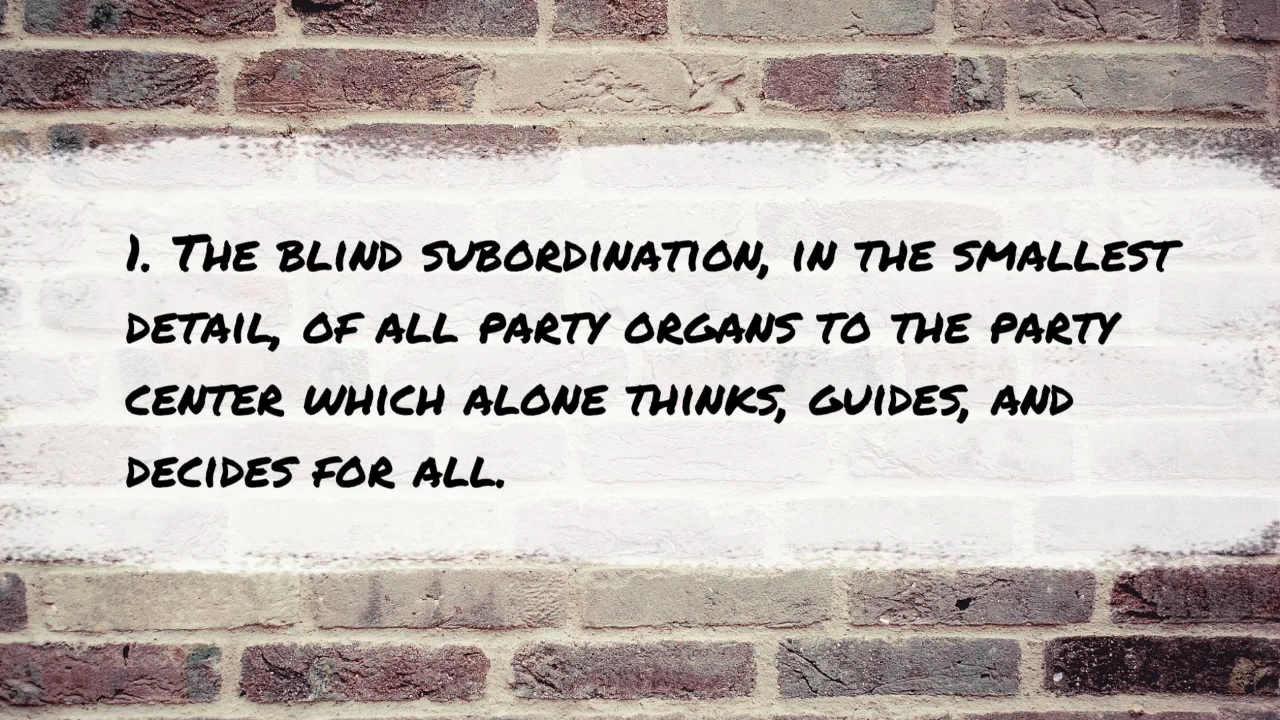 1. The blind subordination, in the smallest
detail, of all party organs to the party
center which alone thinks, guides, and
decides for all.